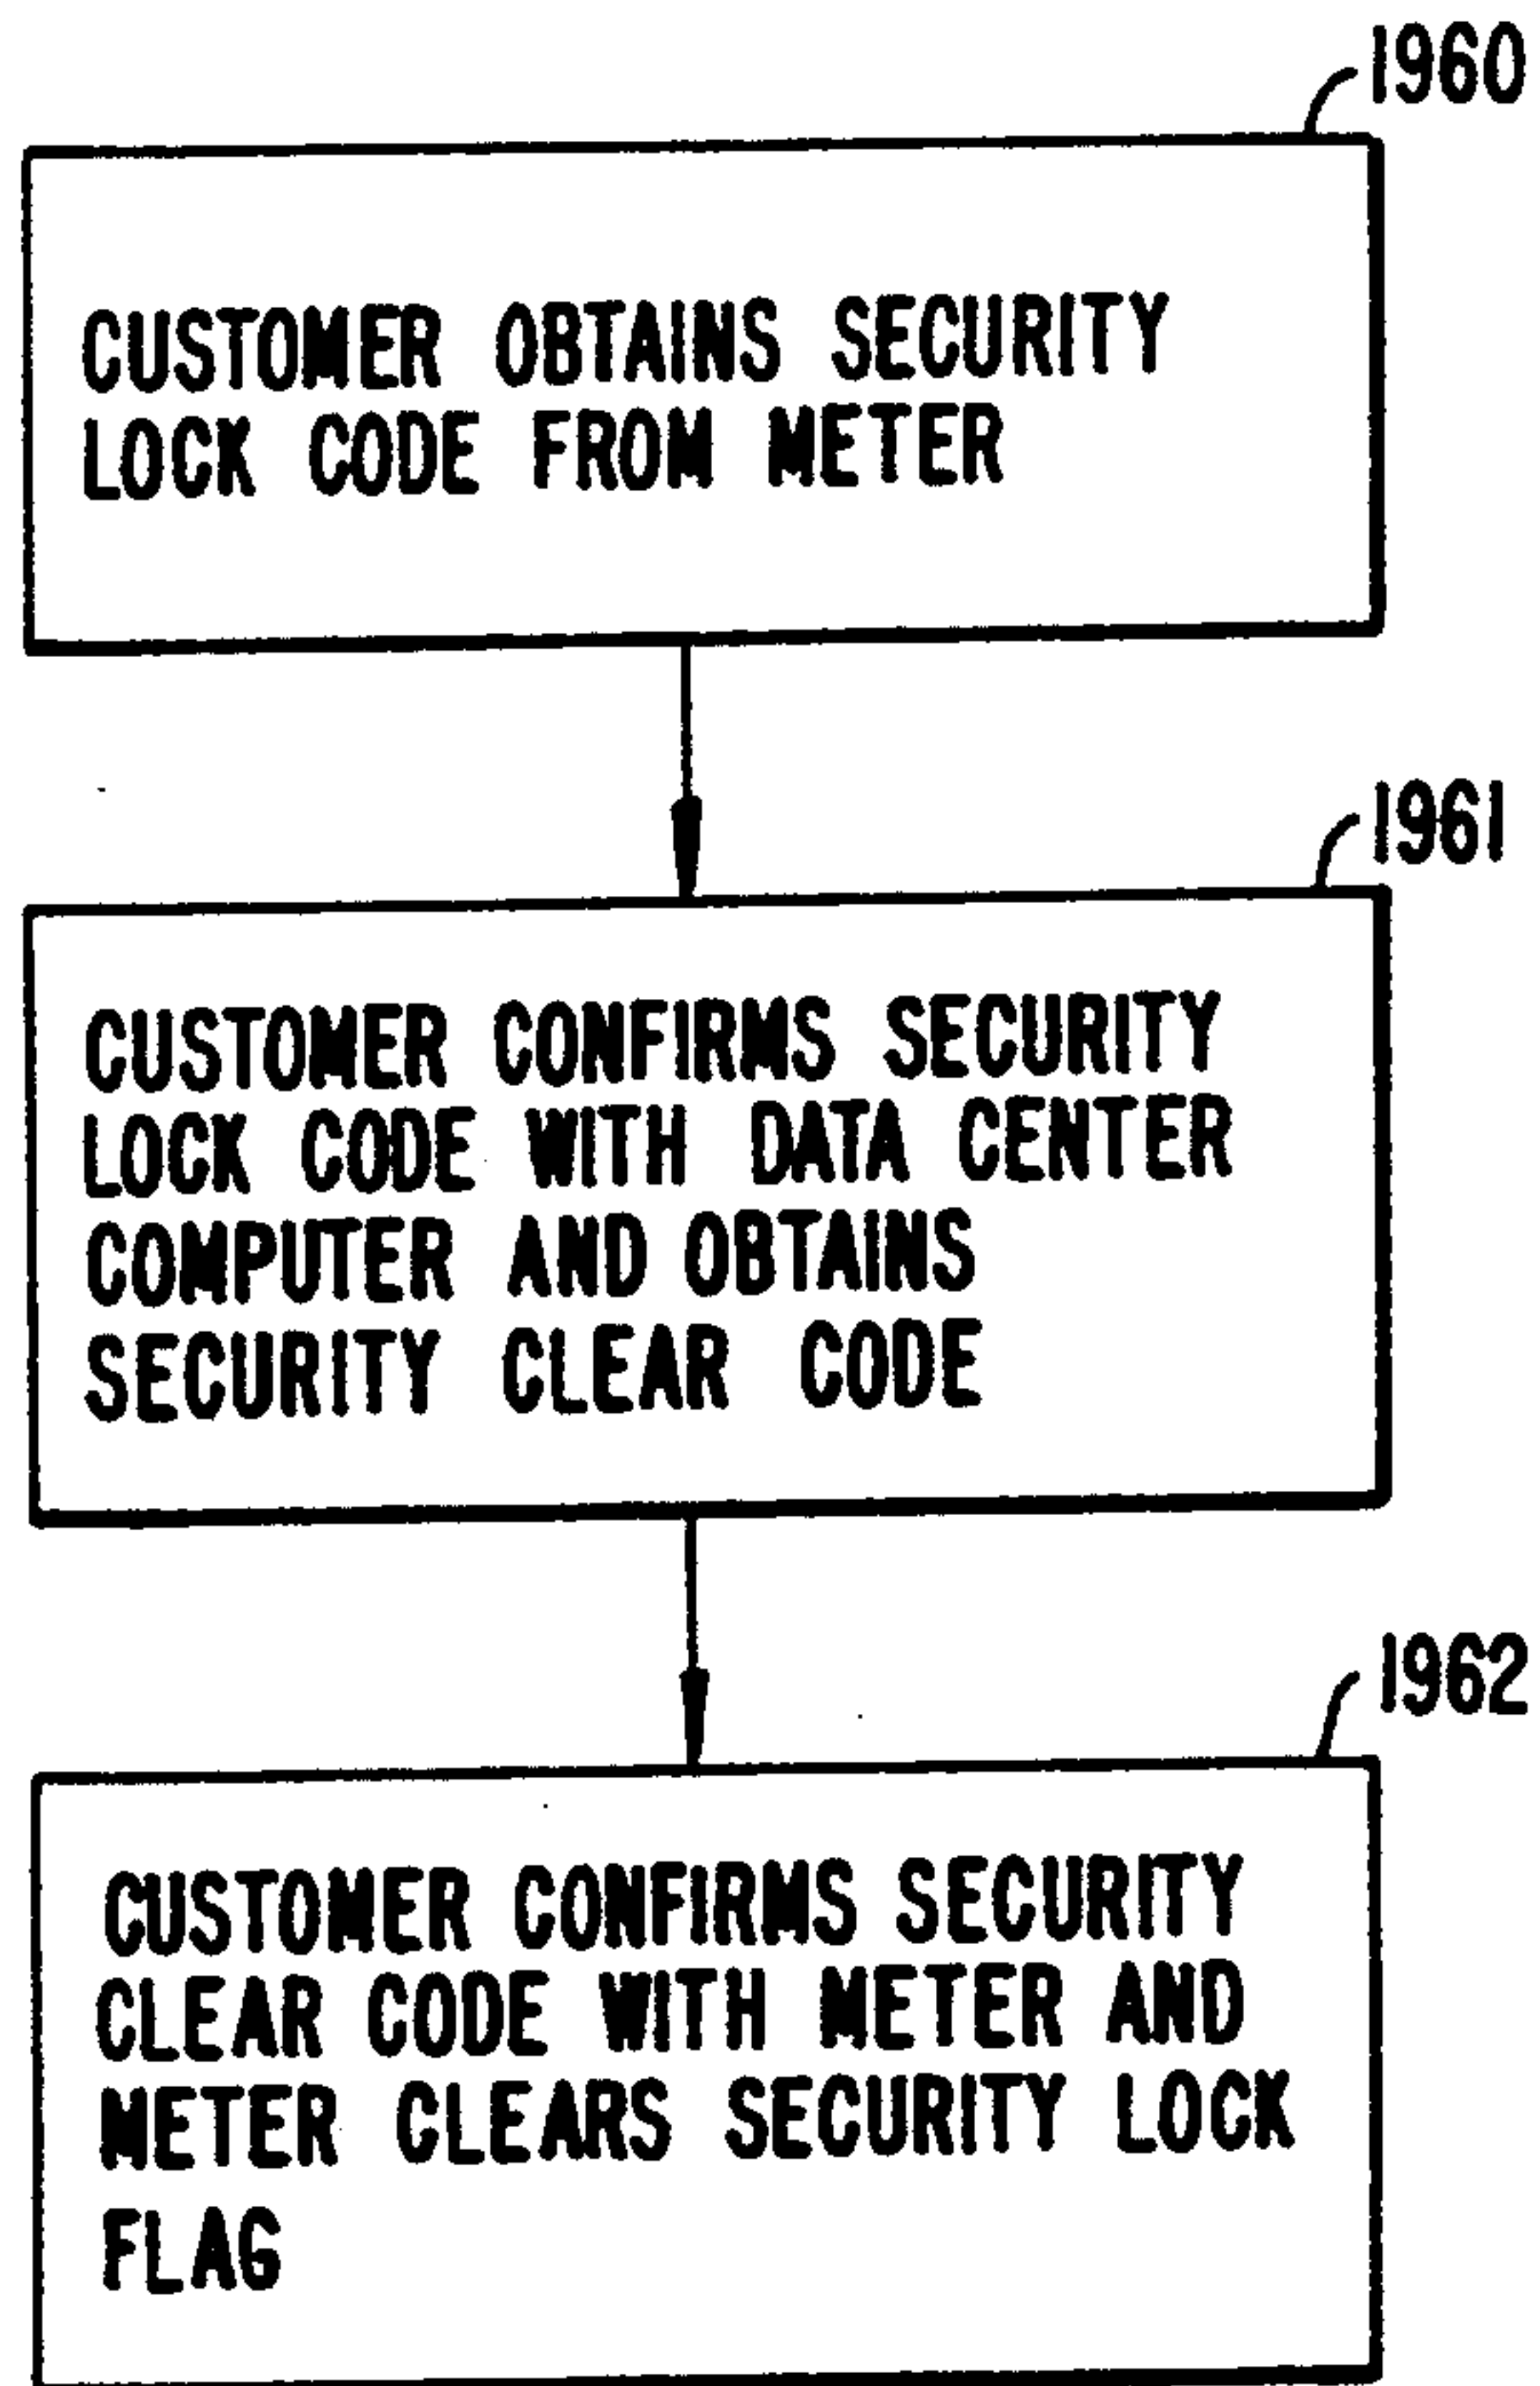 1960
CUSTOMER OBTAINS SECURITY
LOCK CODE FROM METER
1961
CUSTOMER CONFIRMS SECURITY
LOCK CODE WITH DATA CENTER
COMPUTER AND OBTAINS
SECURITY CLEAR CODE
1962
CUSTOMER CONFIRMS SECURITY
CLEAR CODE WITH METER AND
METER CLEARS SECURITY LOCK
FLAG